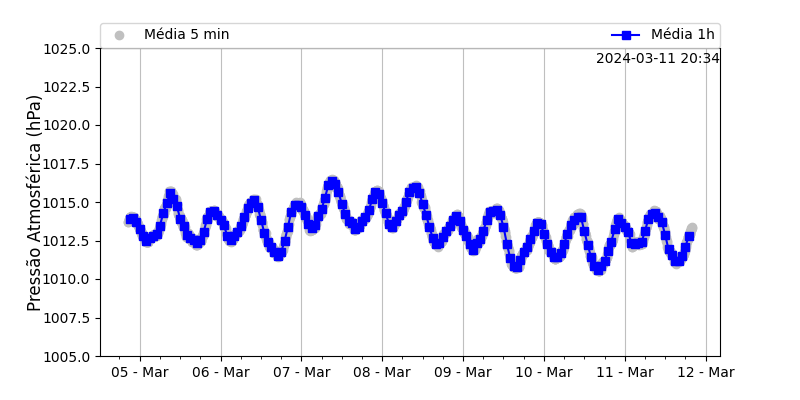 Média 5 min
Média 1h
2024-03-11 20:34
Pressão Atmosférica (hPa)
1025.0
1022.5
1020.0
1017.5
1015.0
1012.5
1010.0
1007.5
1005.0
05 - Mar
06 - Mar
07 - Mar
08 - Mar
09 - Mar
10 - Mar
11 - Mar
12 - Mar